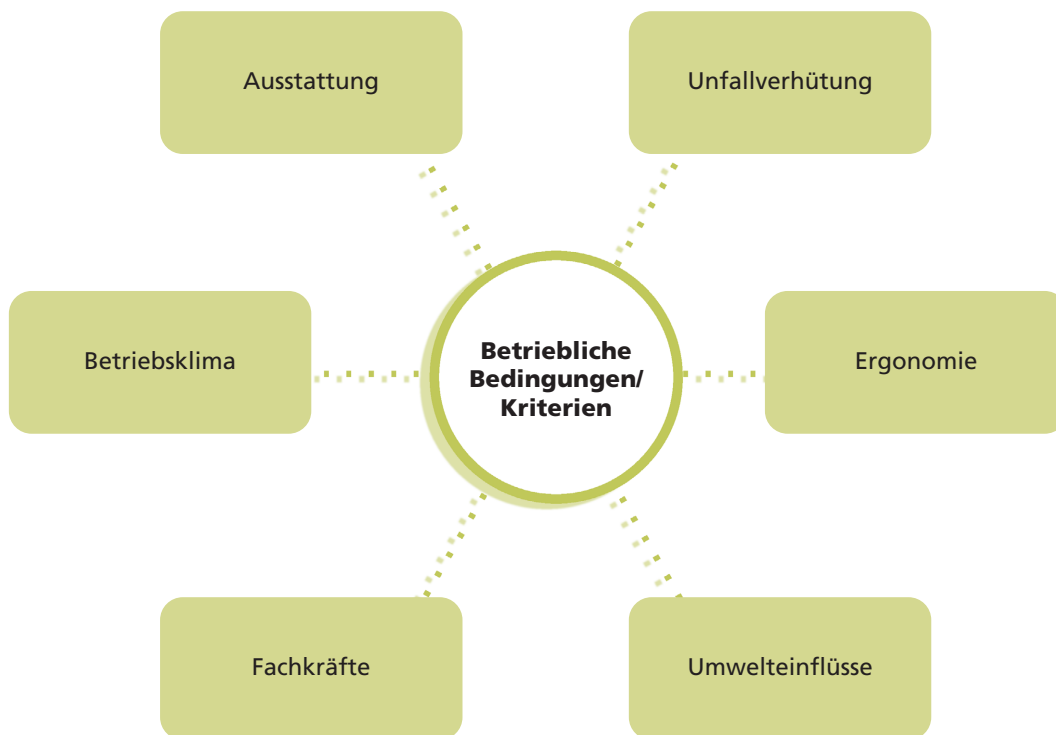 Ausstattung
Unfallverhütung
Betriebsklima
Betriebliche
Bedingungen/
Kriterien
Ergonomie
Fachkräfte
Umwelteinflüsse